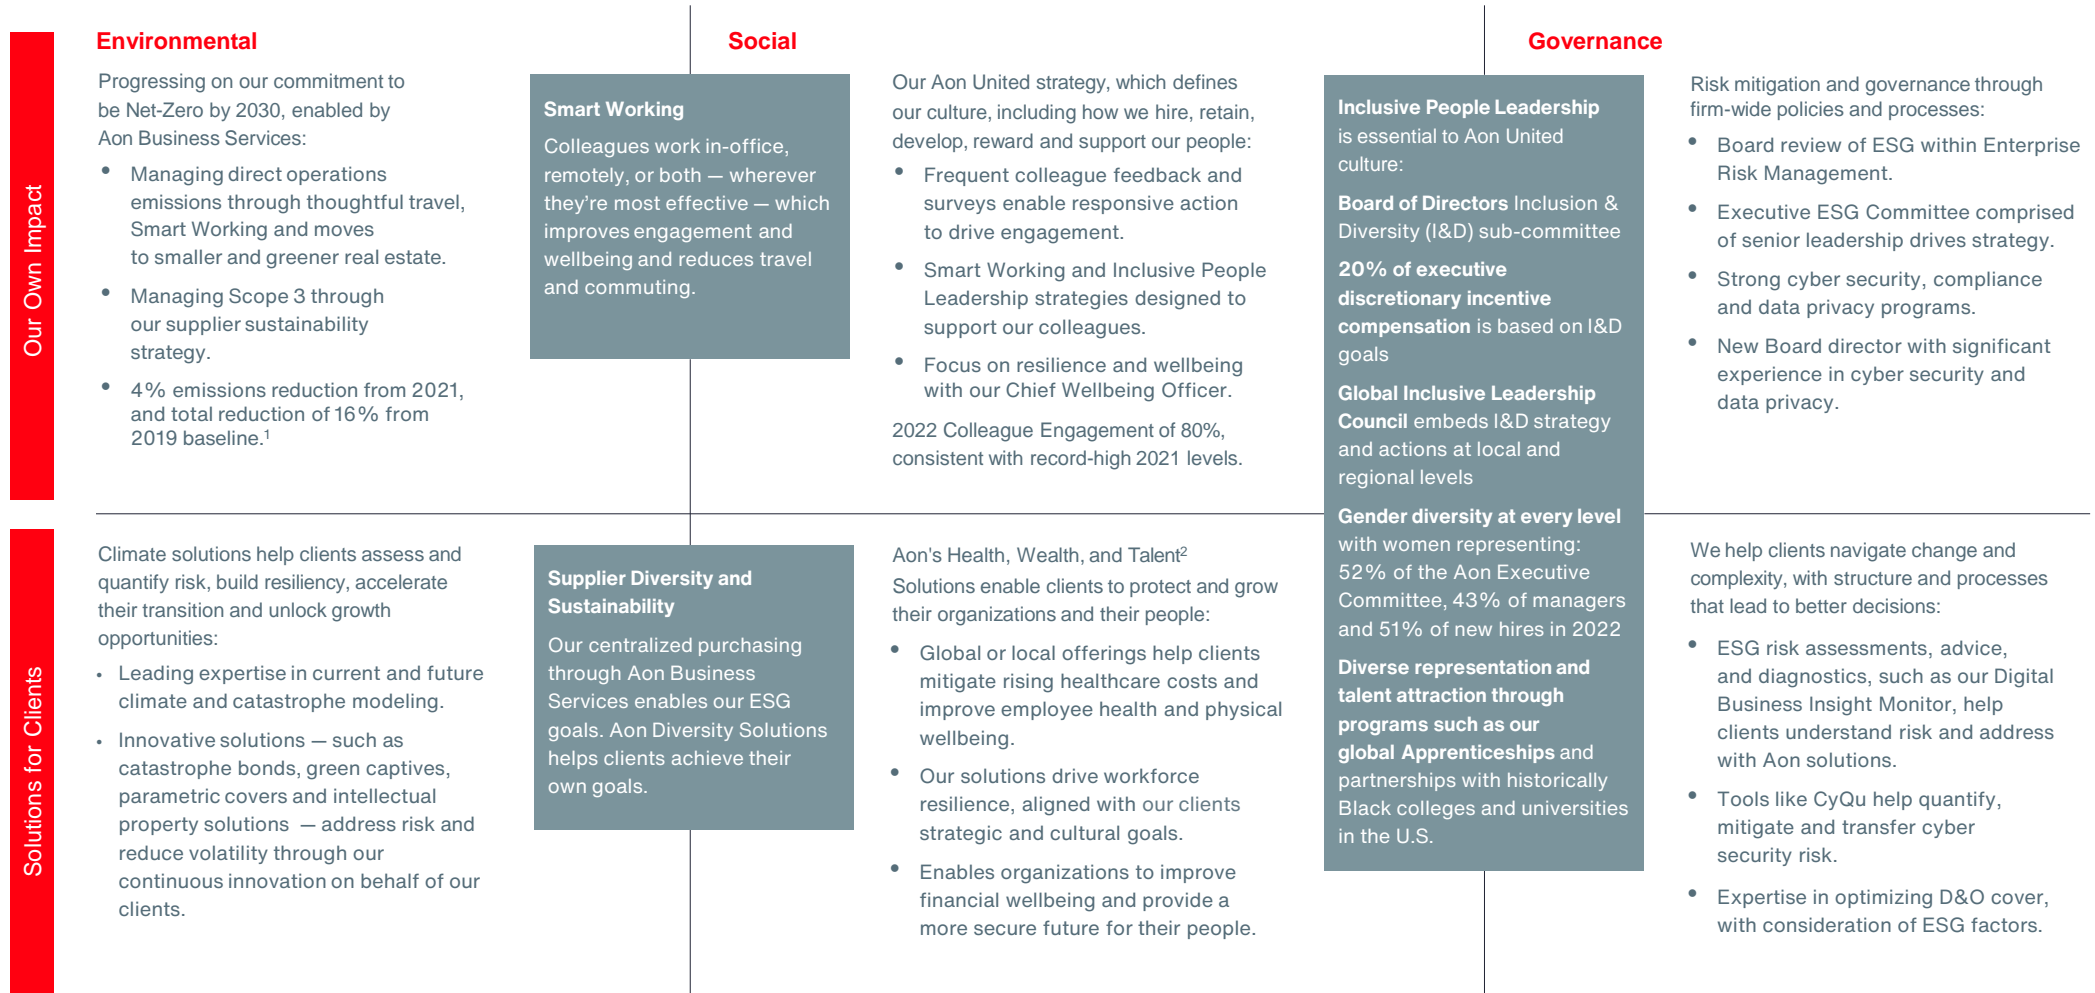 Environmental
Social
Governance
Our Own Impact
Progressing on our commitment to
be Net-Zero by 2030, enabled by
Aon Business Services:
• Managing direct operations
emissions through thoughtful travel,
Smart Working and moves
to smaller and greener real estate.
• Managing Scope 3 through
our supplier sustainability
strategy.
• 4% emissions reduction from 2021,
and total reduction of 16% from
2019 baseline.¹
Smart Working
Colleagues work in-office,
remotely, or both — wherever
they’re most effective — which
improves engagement and
wellbeing and reduces travel
and commuting.
Our Aon United strategy, which defines
our culture, including how we hire, retain,
develop, reward and support our people:
• Frequent colleague feedback and
surveys enable responsive action
to drive engagement.
• Smart Working and Inclusive People
Leadership strategies designed to
support our colleagues.
• Focus on resilience and wellbeing
with our Chief Wellbeing Officer.
2022 Colleague Engagement of 80%,
consistent with record-high 2021 levels.
Inclusive People Leadership
is essential to Aon United
culture:
Board of Directors Inclusion &
Diversity (I&D) sub-committee
20% of executive
discretionary incentive
compensation is based on I&D
goals
Global Inclusive Leadership
Council embeds I&D strategy
and actions at local and
regional levels
Gender diversity at every level
with women representing:
52% of the Aon Executive
Committee, 43% of managers
and 51% of new hires in 2022
Diverse representation and
talent attraction through
programs such as our
global Apprenticeships and
partnerships with historically
Black colleges and universities
in the U.S.
Risk mitigation and governance through
firm-wide policies and processes:
• Board review of ESG within Enterprise
Risk Management.
• Executive ESG Committee comprised
of senior leadership drives strategy.
• Strong cyber security, compliance
and data privacy programs.
• New Board director with significant
experience in cyber security and
data privacy.
Solutions for Clients
Climate solutions help clients assess and
quantify risk, build resiliency, accelerate
their transition and unlock growth
opportunities:
• Leading expertise in current and future
climate and catastrophe modeling.
• Innovative solutions — such as
catastrophe bonds, green captives,
parametric covers and intellectual
property solutions — address risk and
reduce volatility through our
continuous innovation on behalf of our
clients.
Supplier Diversity and
Sustainability
Our centralized purchasing
through Aon Business
Services enables our ESG
goals. Aon Diversity Solutions
helps clients achieve their
own goals.
Aon's Health, Wealth, and Talent²
Solutions enable clients to protect and grow
their organizations and their people:
• Global or local offerings help clients
mitigate rising healthcare costs and
improve employee health and physical
wellbeing.
• Our solutions drive workforce
resilience, aligned with our clients
strategic and cultural goals.
• Enables organizations to improve
financial wellbeing and provide a
more secure future for their people.
We help clients navigate change and
complexity, with structure and processes
that lead to better decisions:
• ESG risk assessments, advice,
and diagnostics, such as our Digital
Business Insight Monitor, help
clients understand risk and address
with Aon solutions.
• Tools like CyQu help quantify,
mitigate and transfer cyber
security risk.
• Expertise in optimizing D&O cover,
with consideration of ESG factors.